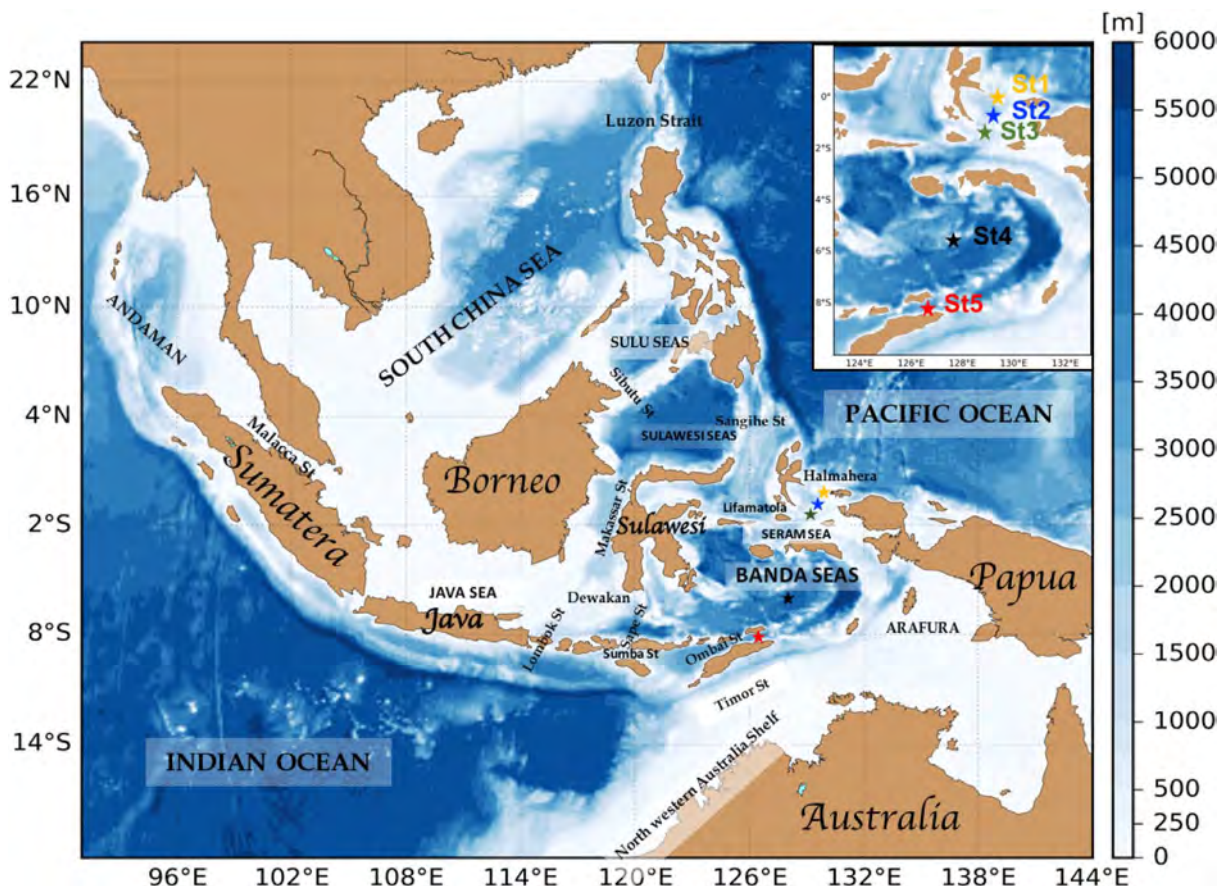 [m]
6000
5500
5000
4500
4000
3500
3000
2500
2000
1500
1000
500
250
0
22°N
16°N
10°N
4°N
2°S
8°S
14°S
96°E
102°E
108°E
114°E
120°E
126°E
132°E
138°E
144°E
0°
2°S
4°S
6°S
8°S
124°E
126°E
128°E
130°E
132°E
St1
St2
St3
St4
St5
Luzon Strait
ANDAMAN
SOUTH CHINA SEA
SULU SEAS
Sibutu St
PACIFIC OCEAN
Sangihe St
SULAWESI SEAS
Malacca St
Sumatera
Borneo
Halmahera
Makassar St
Sulawesi
Lifamatola
SERAM SEA
BANDA SEAS
Papua
JAVA SEA
Java
Dewakan
ARAFURA
Lombok St
Sape St
Sumba St
Ombai St
Timor St
INDIAN OCEAN
North western Australia Shelf
Australia